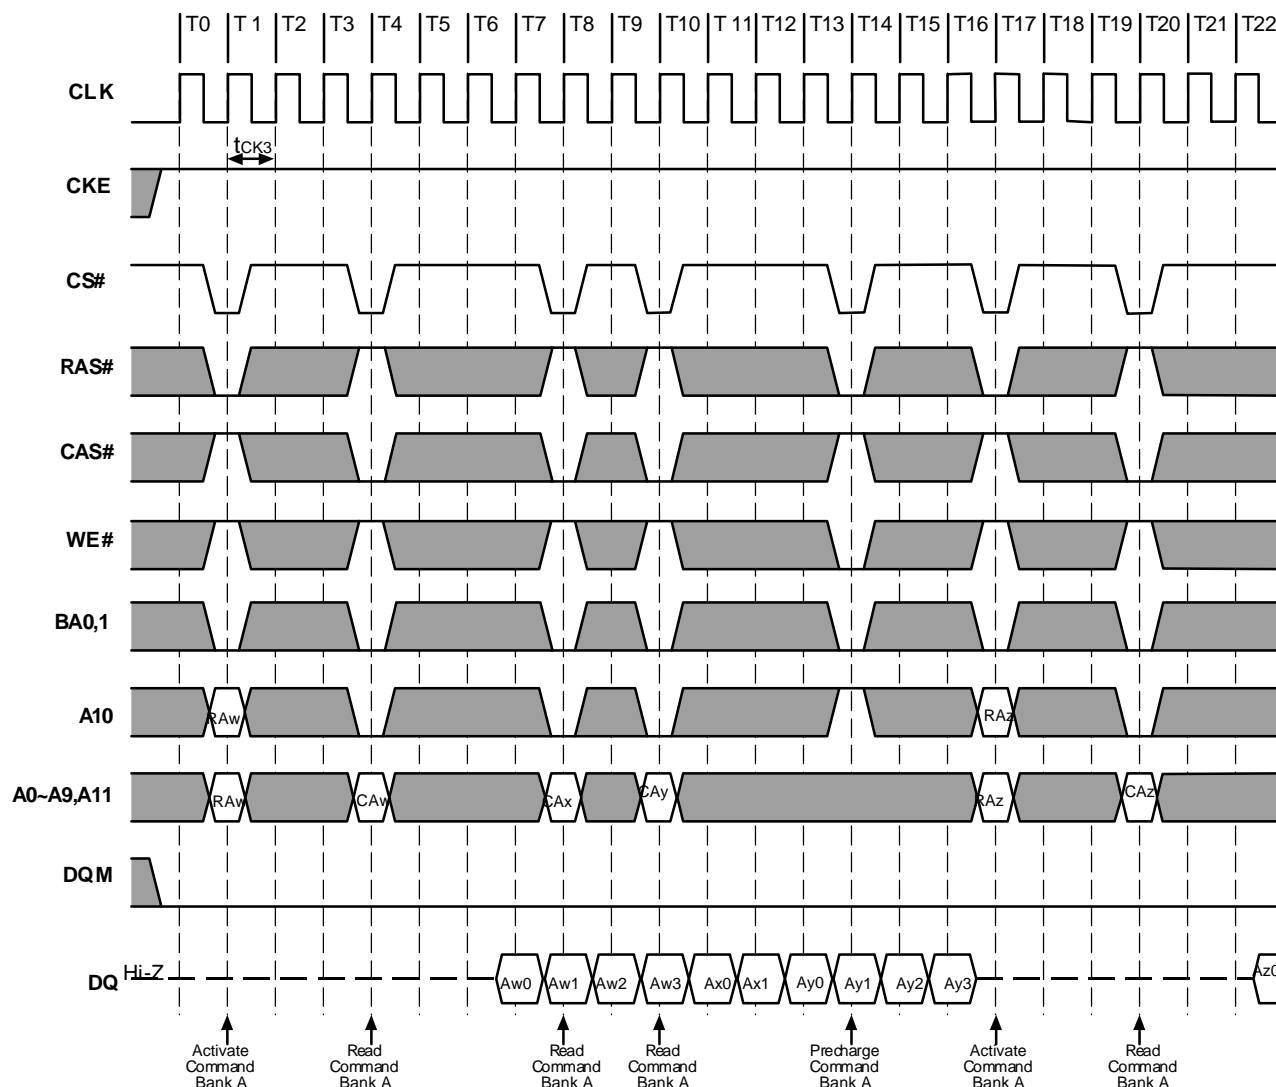 T0 T1 T2 T3 T4 T5 T6 T7 T8 T9 T10 T11 T12 T13 T14 T15 T16 T17 T18 T19 T20 T21 T22
CLK
tCK3
CKE
CS#
RAS#
CAS#
WE#
BA0,1
A10
RAw RAz
A0~A9,A11
RAw CAw CAx CAy RAz CAz
DQM
DQ Hi-Z Aw0 Aw1 Aw2 Aw3 Ax0 Ax1 Ay0 Ay1 Ay2 Ay3 Az0
Activate Read Read Read Precharge Activate Read
Command Command Command Command Command Command Command
Bank A Bank A Bank A Bank A Bank A Bank A Bank A